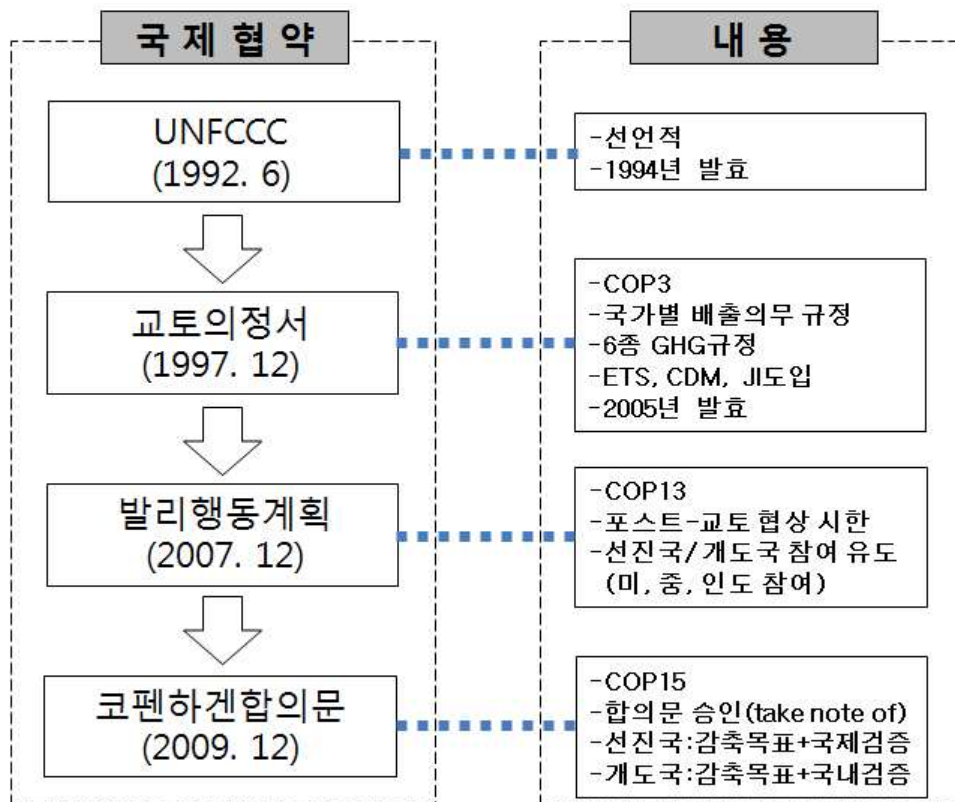 국 제 협 약
내 용
UNFCCC
(1992. 6)
-선언적
-1994년 발효
교토의정서
(1997. 12)
-COP3
-국가별 배출의무 규정
-6종 GHG규정
-ETS, CDM, JI도입
-2005년 발효
발리행동계획
(2007. 12)
-COP13
-포스트-교토 협상 시한
-선진국/개도국 참여 유도
(미, 중, 인도 참여)
코펜하겐합의문
(2009. 12)
-COP15
-합의문 승인(take note of)
-선진국:감축목표+국제검증
-개도국:감축목표+국내검증